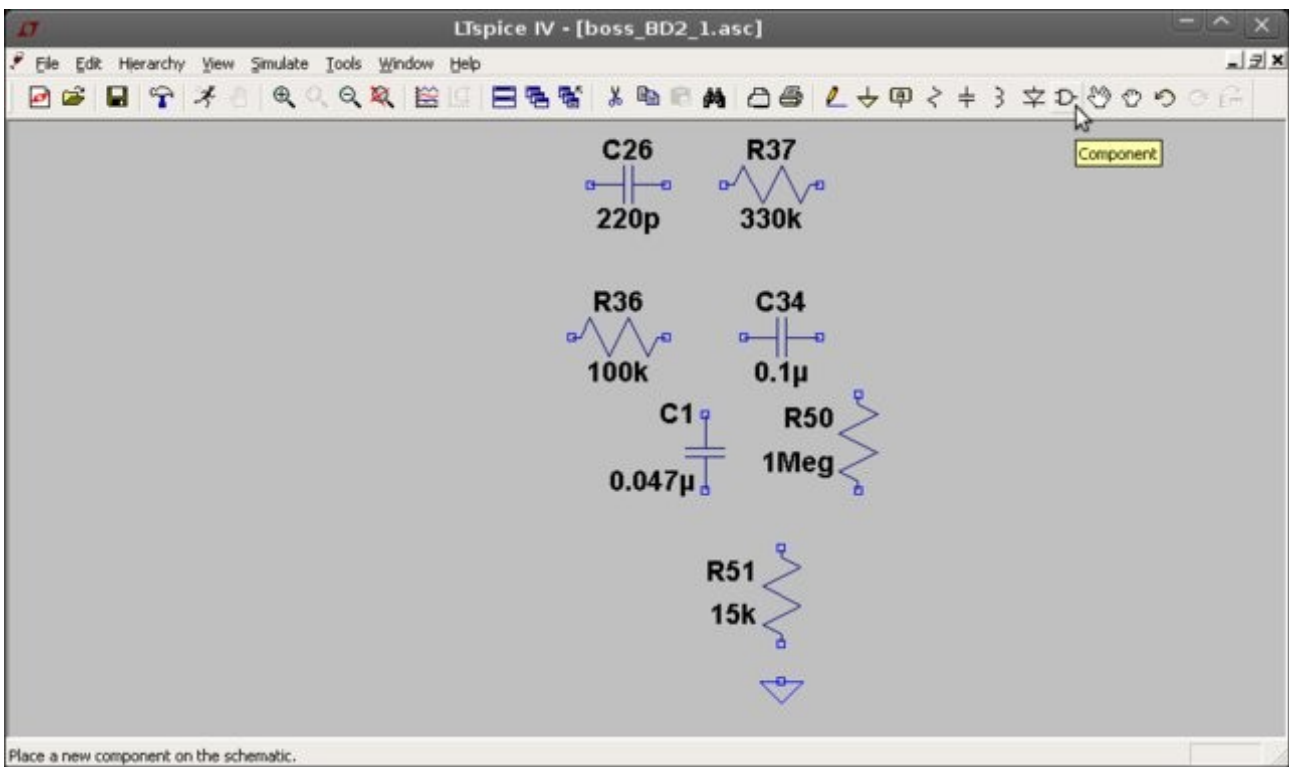 LTspice IV - [boss_BD2_1.asc]
File Edit Hierarchy View Simulate Tools Window Help
Component
C26 R37
220p 330k
R36 C34
100k 0.1µ
C1 R50
0.047µ 1Meg
R51
15k
Place a new component on the schematic.